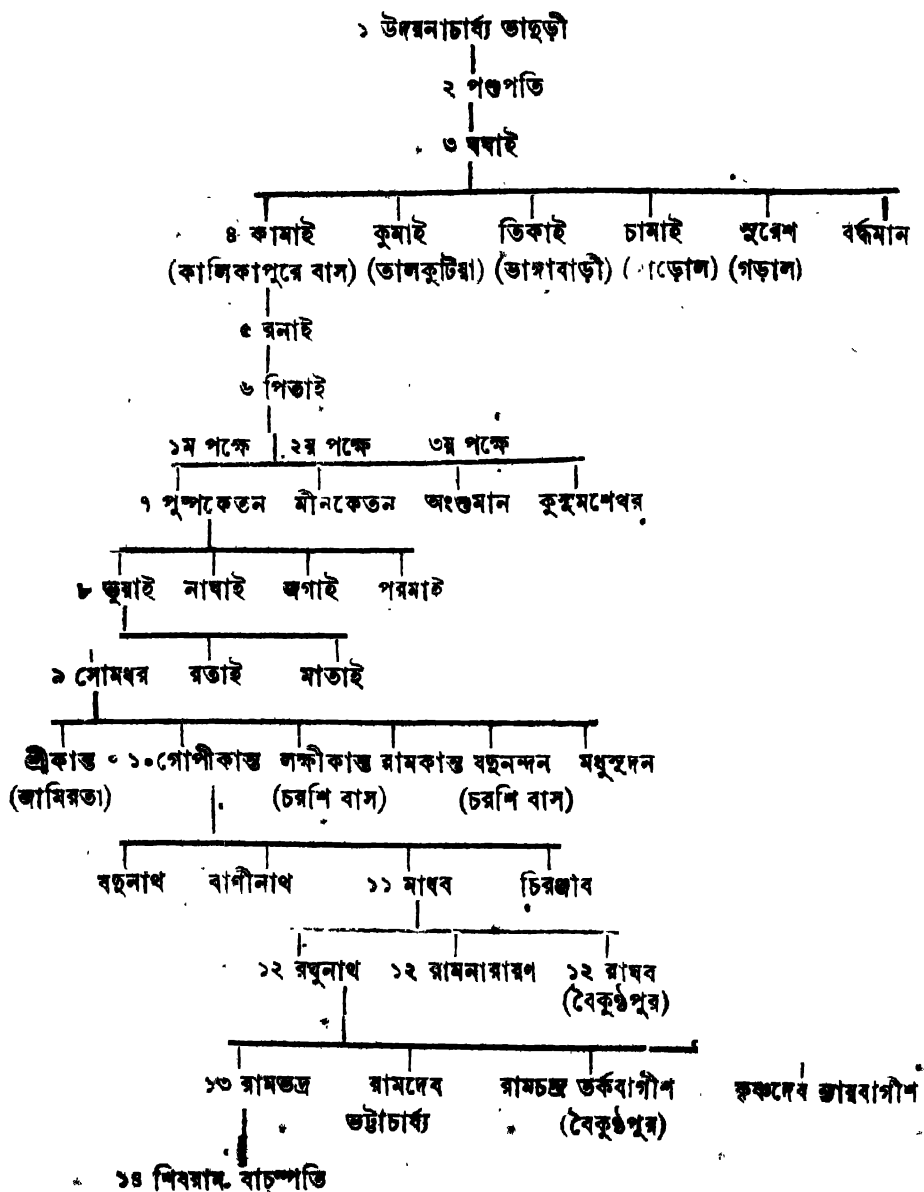 ১ উদয়নাচার্য্য ভাদুড়ী
২ পশুপতি
৩ ঘঘাই
৪ কামাই কুমাই তিকাই চামাই সুরেশ বর্দ্ধমান
(কালিকাপুরে বাস) (তালকুটিয়া) (ভাঙ্গাবাড়ী) (গড়াল)
৫ রনাই
৬ পিতাই
১ম পক্ষে ২য় পক্ষে ৩য় পক্ষে
৭ পুষ্পকেতন মীনকেতন অংশুমান কুসুমশেখর
৮ ভুয়াই নাঘাই জগাই পরমাই
৯ সোমধর রতাই মাতাই
শ্রীকান্ত ১০ গোপীকান্ত লক্ষীকান্ত রামকান্ত যদুনন্দন মধুসূদন
(জামিরতা) (চরশি বাস) (চরশি বাস)
যদুনাথ বাণীনাথ ১১ মাধব চিরঞ্জীব
১২ রঘুনাথ ১২ রামনারায়ণ ১২ রাঘব
(বৈকুণ্ঠপুর)
১৩ রামভদ্র রামদেব রামচন্দ্র তর্কবাগীশ কৃষ্ণদেব ন্যায়বাগীশ
ভট্টাচার্য্য (বৈকুণ্ঠপুর)
১৪ শিবরাম বাচস্পতি